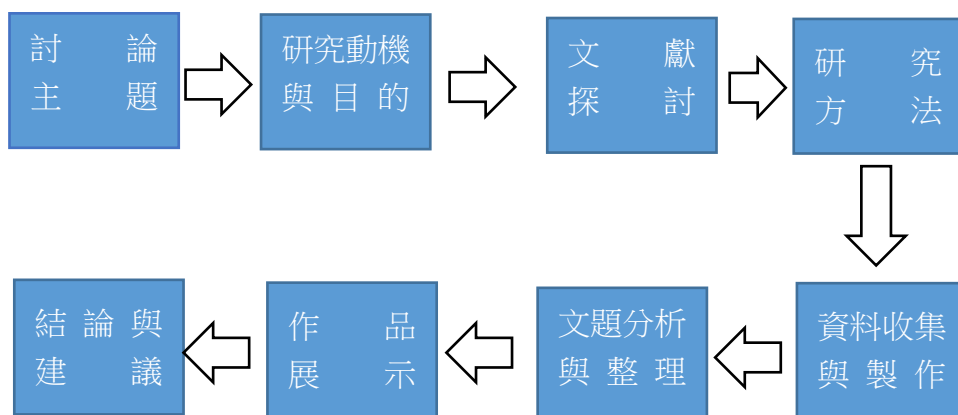 討論
主題
研究動機
與目的
文獻
探討
研究
方法
資料收集
與製作
文題分析
與整理
作品
展示
結論與
建議